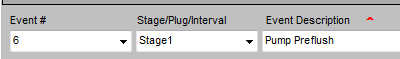 Event # Stage/Plug/Interval Event Description
6 Stage1 Pump Preflush